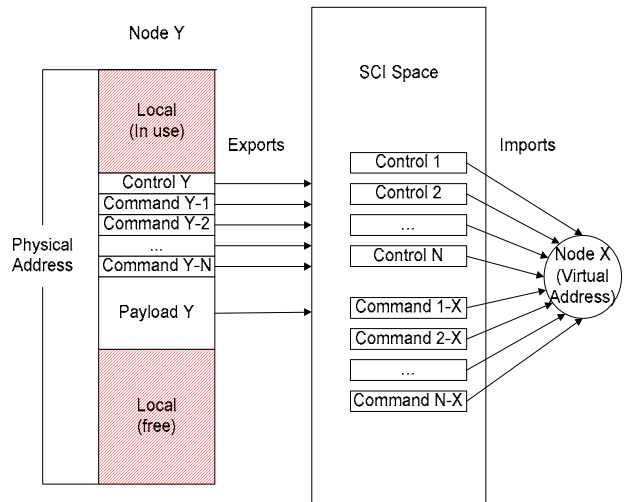 Node Y
Physical
Address
Local
(In use)
Control Y
Command Y-1
Command Y-2
...
Command Y-N
Payload Y
Local
(free)
Exports
SCI Space
Control 1
Control 2
...
Control N
Command 1-X
Command 2-X
...
Command N-X
Imports
Node X
(Virtual
Address)